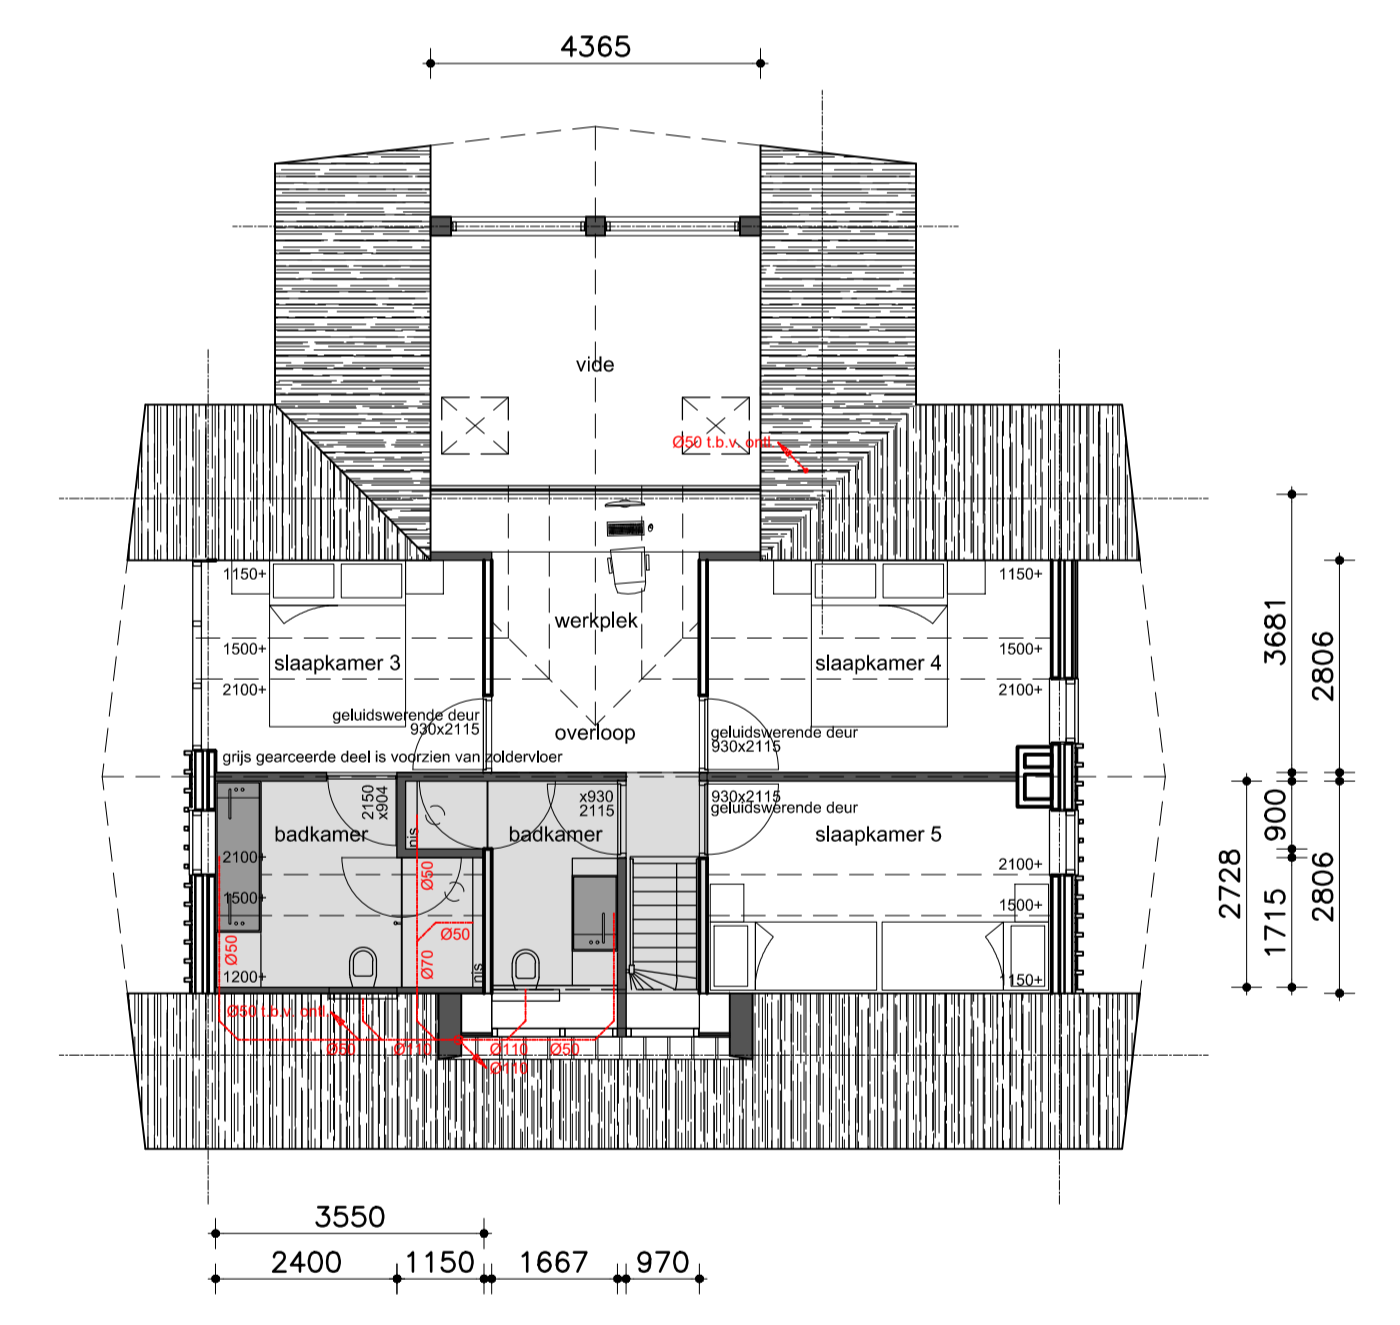 4365
vide
Ø50 t.b.v. ontl.
1150+
1150+
werkplek
1500+
1500+
slaapkamer 3
slaapkamer 4
2100+
2100+
geluidswerende deur
930x2115
overloop
geluidswerende deur
930x2115
grijs gearceerde deel is voorzien van zoldervloer
2150
x904
x930
2115
930x2115
geluidswerende deur
badkamer
nis
badkamer
slaapkamer 5
2100+
2100+
Ø50
1500+
1500+
Ø50
Ø50
Ø70
nis
1200+
1150+
Ø50 t.b.v. ontl.
Ø50
Ø110
Ø110
Ø50
Ø110
3681
2806
900
2728
1715
2806
3550
2400
1150
1667
970